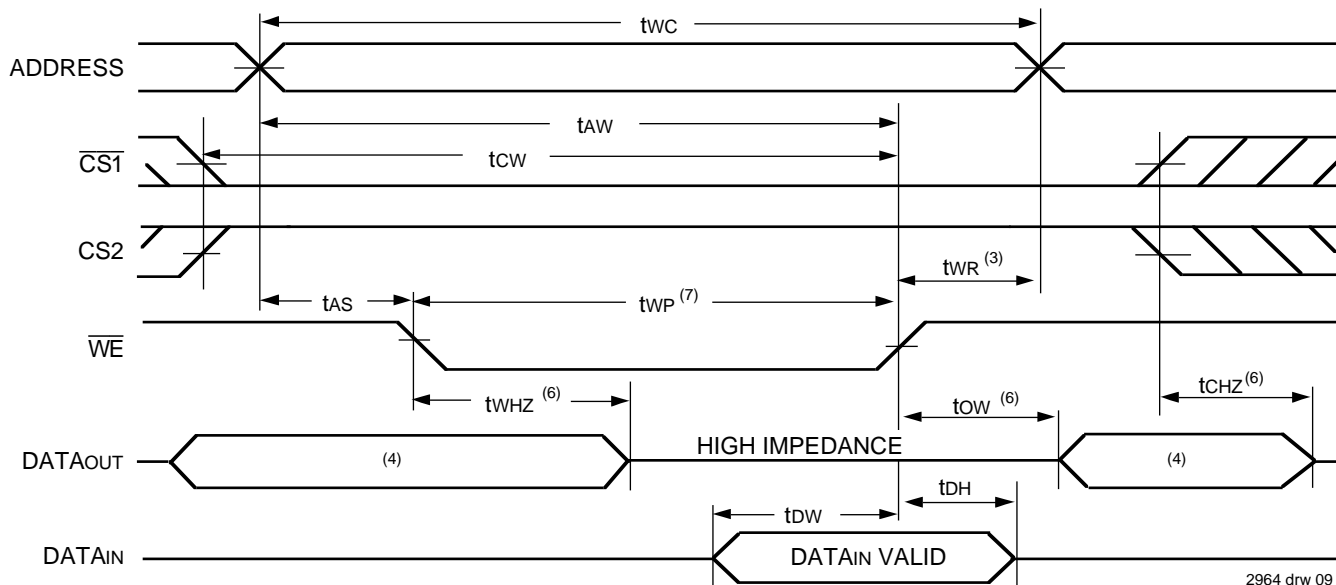 tWC
ADDRESS
tAW
CS1
tCW
CS2
tWR (3)
tAS
tWP (7)
WE
tWHZ (6)
tOW (6)
tCHZ (6)
DATAOUT
(4)
HIGH IMPEDANCE
(4)
tDW
tDH
DATAIN
DATAIN VALID
2964 drw 09